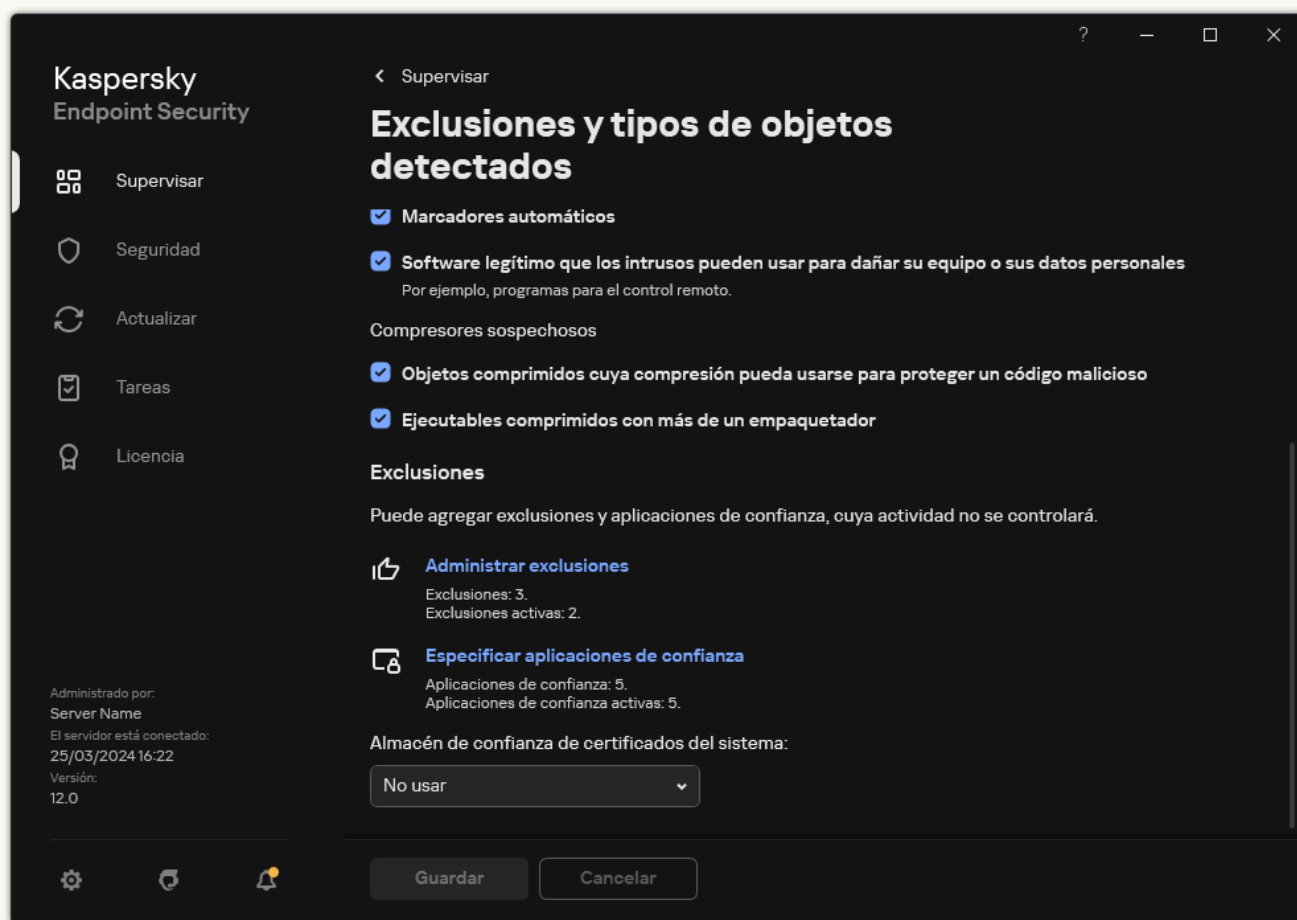 ?
Kaspersky
Endpoint Security
Supervisar
Seguridad
Actualizar
Tareas
Licencia
Administrado por:
Server Name
El servidor está conectado:
25/03/2024 16:22
Versión:
12.0
Supervisar
Exclusiones y tipos de objetos
detectados
Marcadores automáticos
Software legítimo que los intrusos pueden usar para dañar su equipo o sus datos personales
Por ejemplo, programas para el control remoto.
Compresores sospechosos
Objetos comprimidos cuya compresión pueda usarse para proteger un código malicioso
Ejecutables comprimidos con más de un empaquetador
Exclusiones
Puede agregar exclusiones y aplicaciones de confianza, cuya actividad no se controlará.
Administrar exclusiones
Exclusiones: 3.
Exclusiones activas: 2.
Especificar aplicaciones de confianza
Aplicaciones de confianza: 5.
Aplicaciones de confianza activas: 5.
Almacén de confianza de certificados del sistema:
No usar
Guardar
Cancelar